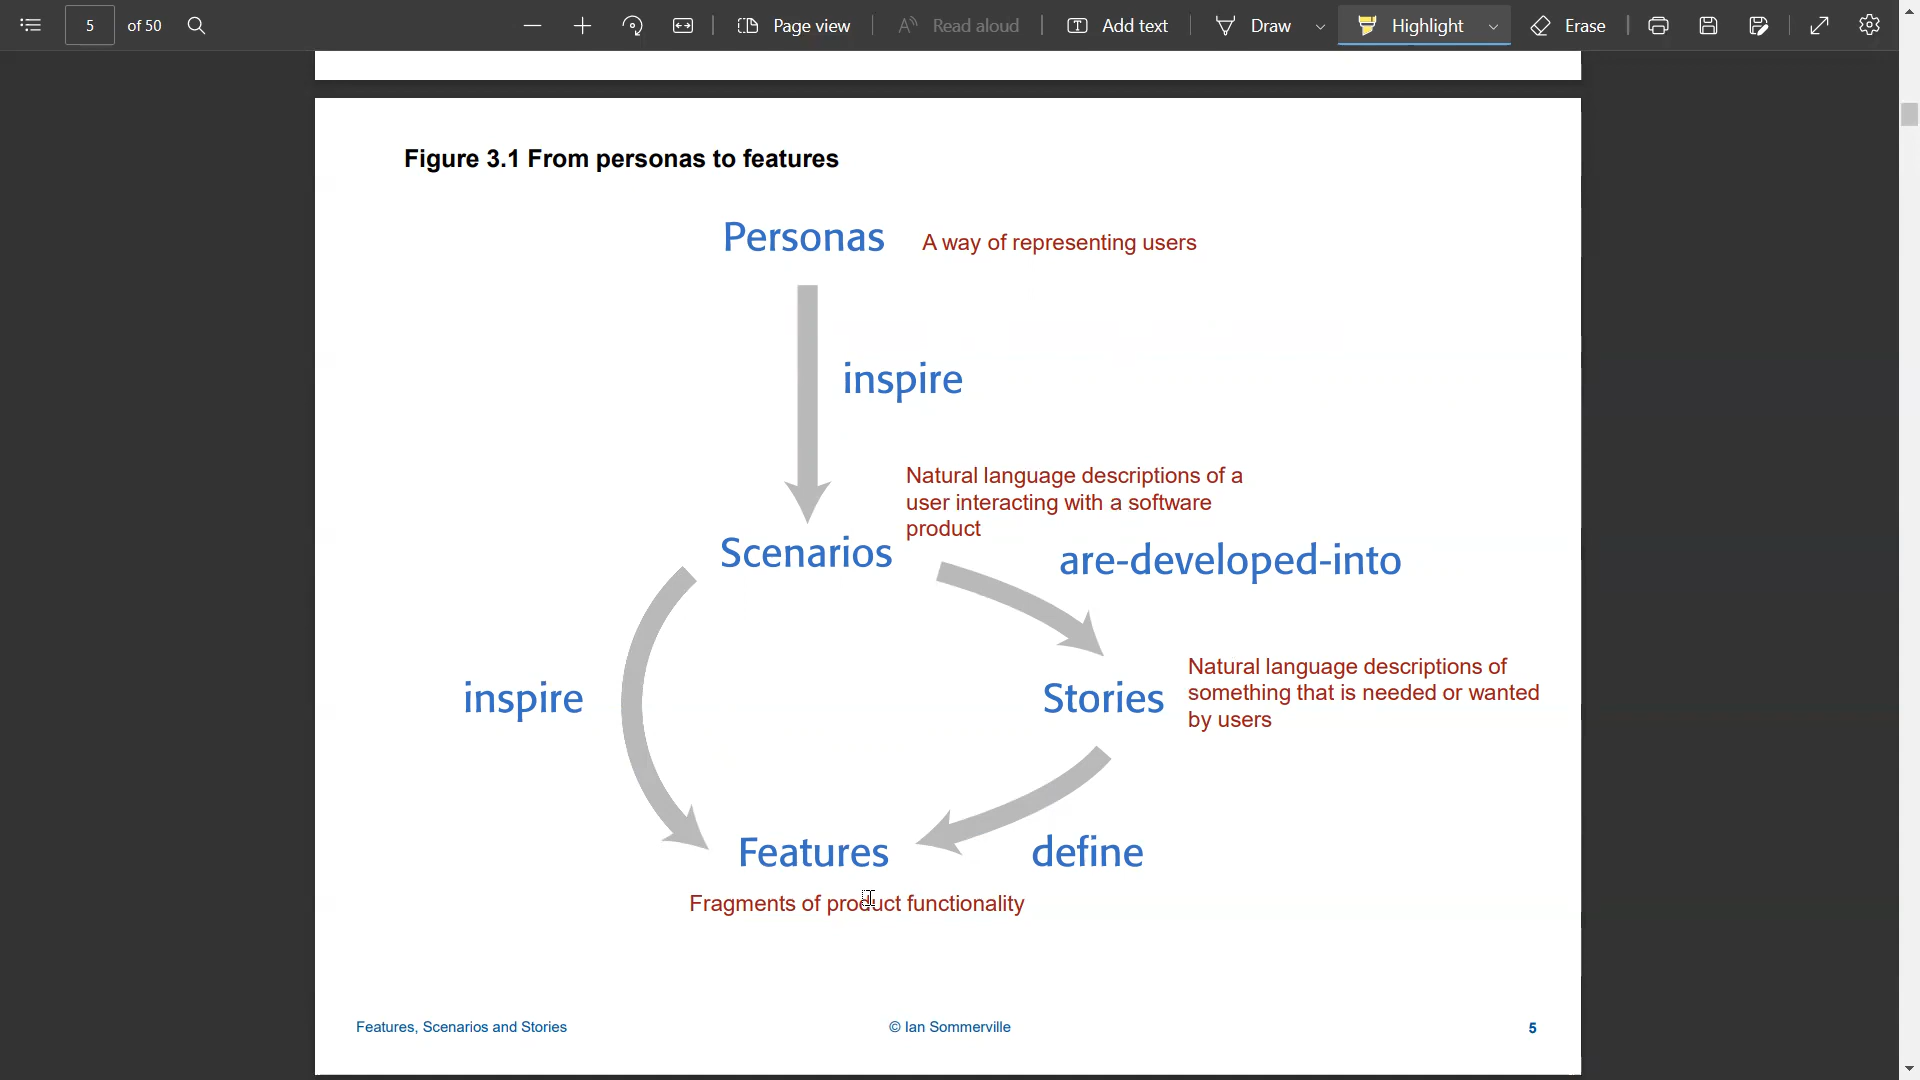 5 of 50 Page view Read aloud Add text Draw Highlight Erase
Figure 3.1 From personas to features
Personas A way of representing users
inspire
Natural language descriptions of a
user interacting with a software
product
Scenarios are-developed-into
Natural language descriptions of
something that is needed or wanted
by users
inspire Stories
Features define
Fragments of product functionality
Features, Scenarios and Stories © Ian Sommerville 5